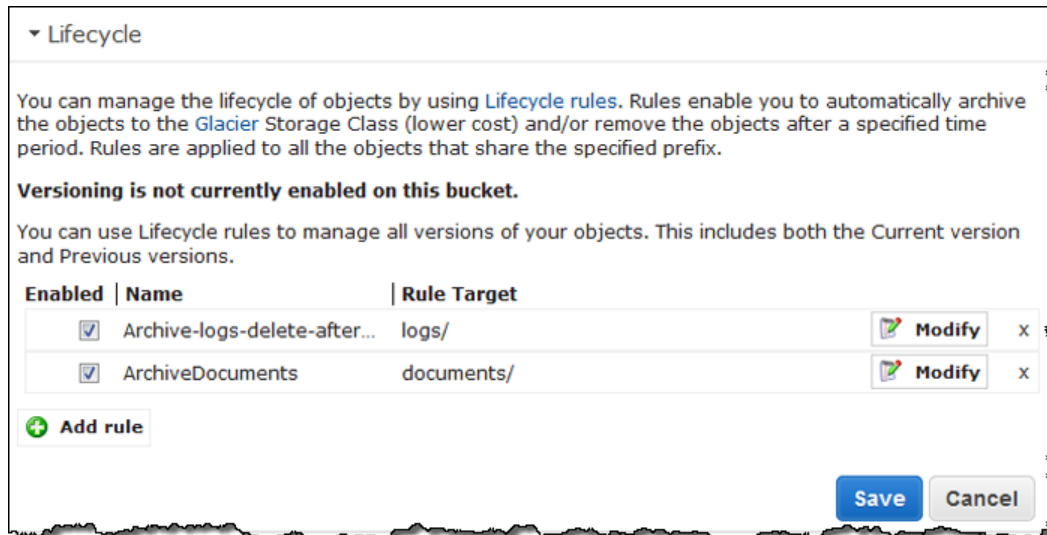 Lifecycle
You can manage the lifecycle of objects by using Lifecycle rules. Rules enable you to automatically archive
the objects to the Glacier Storage Class (lower cost) and/or remove the objects after a specified time
period. Rules are applied to all the objects that share the specified prefix.
Versioning is not currently enabled on this bucket.
You can use Lifecycle rules to manage all versions of your objects. This includes both the Current version
and Previous versions.
Enabled Name Rule Target
Archive-logs-delete-after... logs/ Modify x
ArchiveDocuments documents/ Modify x
Add rule
Save Cancel